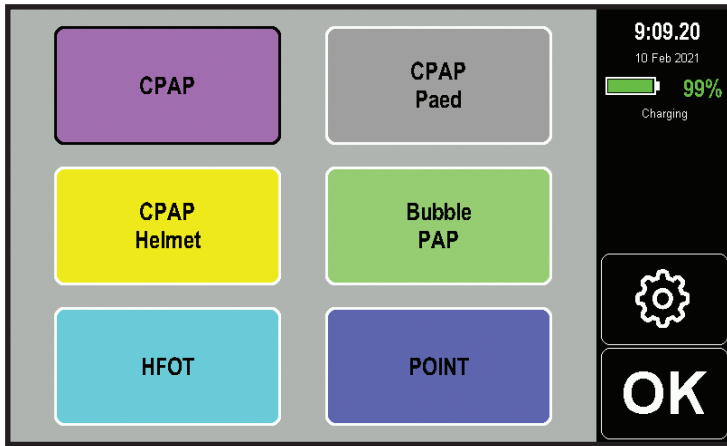 CPAP
CPAP
Paed
CPAP
Helmet
Bubble
PAP
HFOT
POINT
9:09.20
10 Feb 2021
99%
Charging
OK